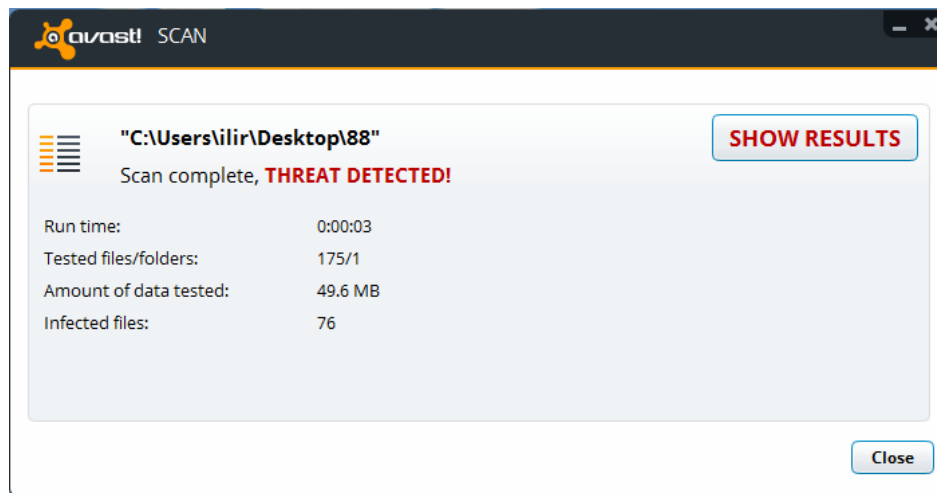 avast! SCAN
"C:\Users\ilir\Desktop\88"
SHOW RESULTS
Scan complete, THREAT DETECTED!
Run time: 0:00:03
Tested files/folders: 175/1
Amount of data tested: 49.6 MB
Infected files: 76
Close